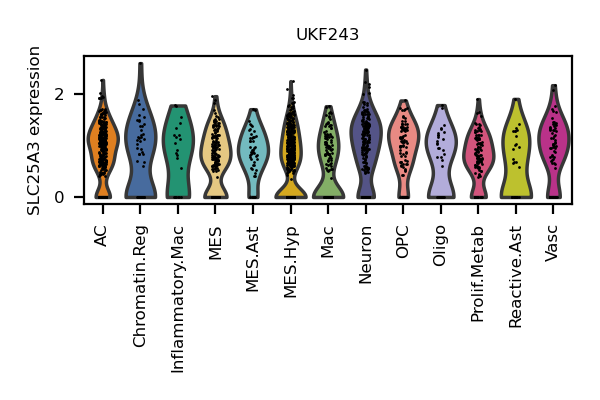 UKF243
SLC25A3 expression
2
0
AC
Chromatin.Reg
Inflammatory.Mac
MES
MES.Ast
MES.Hyp
Mac
Neuron
OPC
Oligo
Prolif.Metab
Reactive.Ast
Vasc